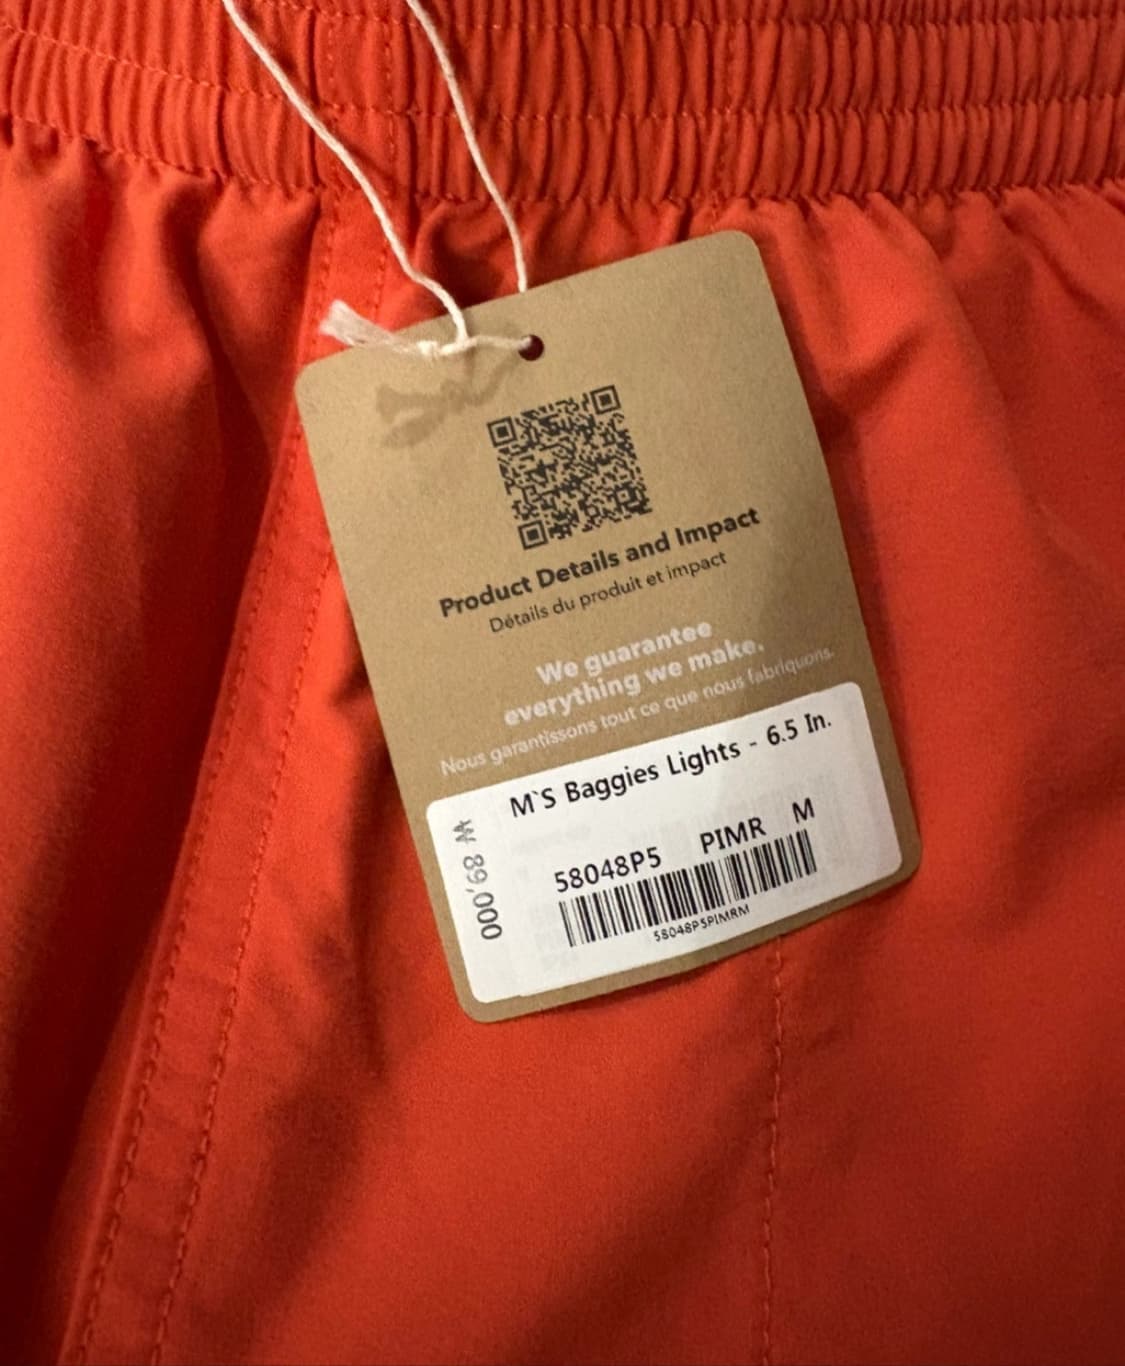 Product Details and Impact
Détails du produit et impact
We guarantee
everything we make.
Nous garantissons tout ce que nous fabriquons.
M`S Baggies Lights - 6.5 In.
58048P5 PIMR M
58048P5PIMRM
89,000 ₩